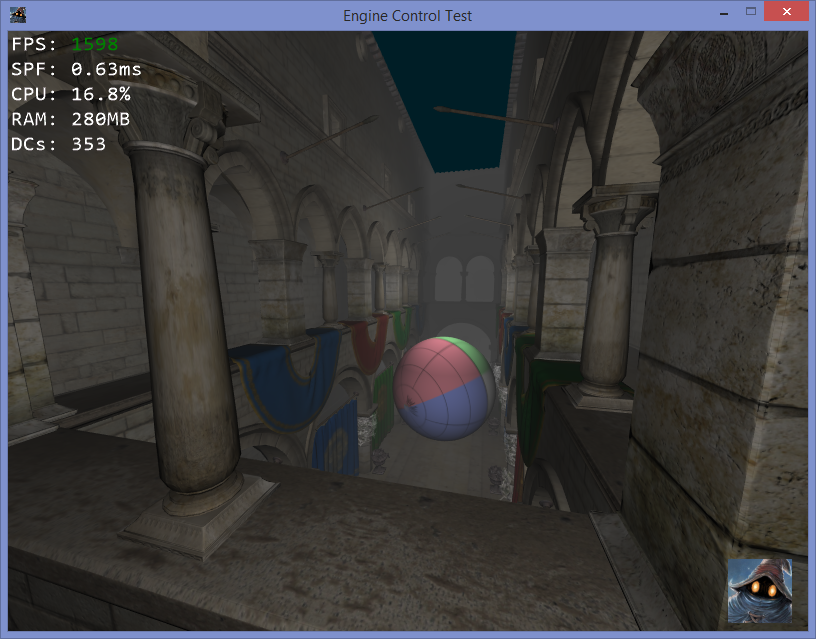 Engine Control Test
FPS: 1598
SPF: 0.63ms
CPU: 16.8%
RAM: 280MB
DCs: 353